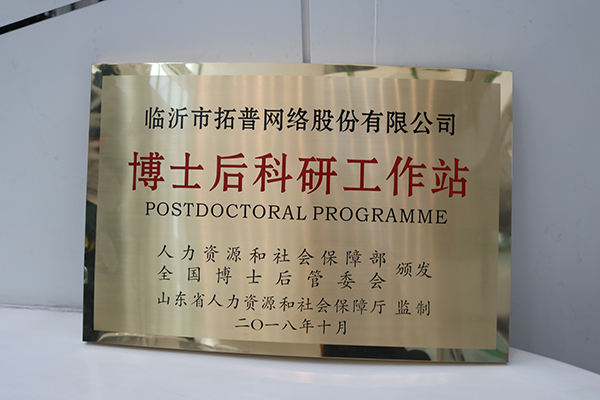 临沂市拓普网络股份有限公司
博士后科研工作站
POSTDOCTORAL PROGRAMME
人力资源和社会保障部
全国博士后管委会 颁发
山东省人力资源和社会保障厅 监制
二〇一八年十月